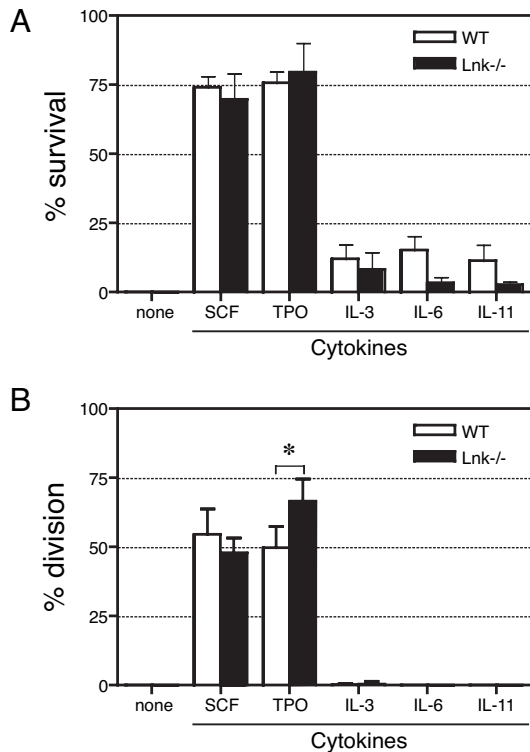 A
% survival
100
75
50
25
0
WT
Lnk-/-
none SCF TPO IL-3 IL-6 IL-11
Cytokines
B
% division
100
75
50
25
0
WT
Lnk-/-
*
none SCF TPO IL-3 IL-6 IL-11
Cytokines